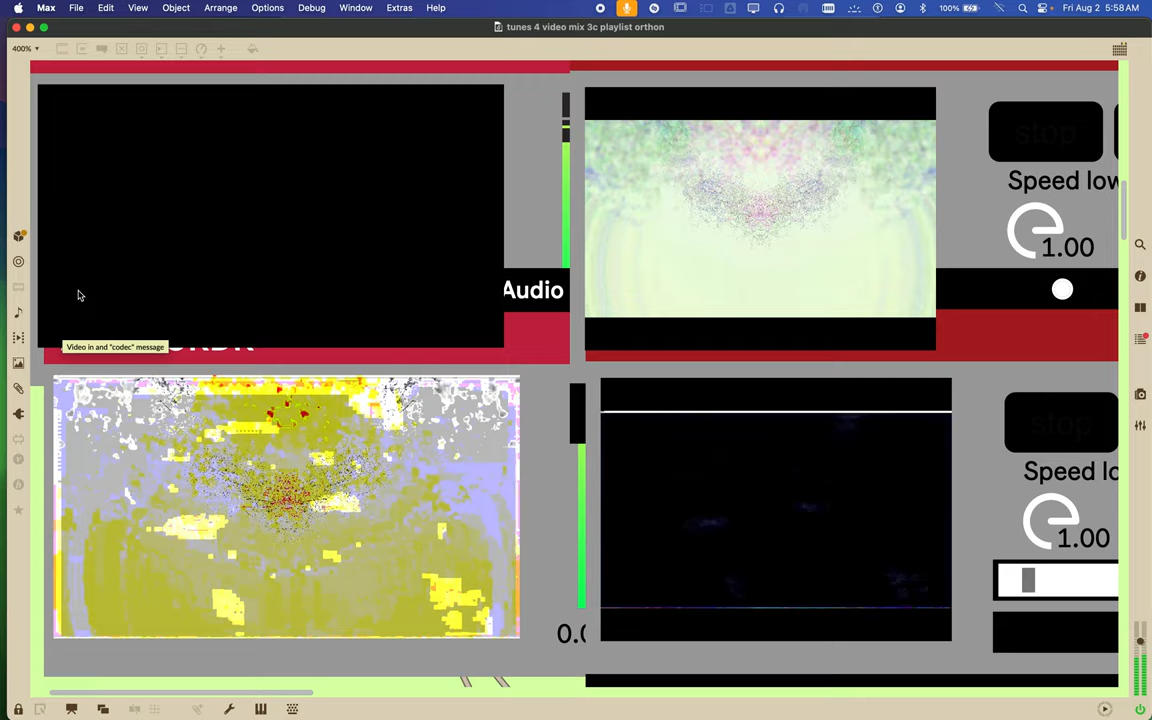 Max File Edit View Object Arrange Options Debug Window Extras Help 100% Fri Aug 2 5:58 AM
tunes 4 video mix 3c playlist orthon
400%
stop
Speed low
1.00
Audio
Video in and "codec" message
stop
Speed lo
1.00
0.0